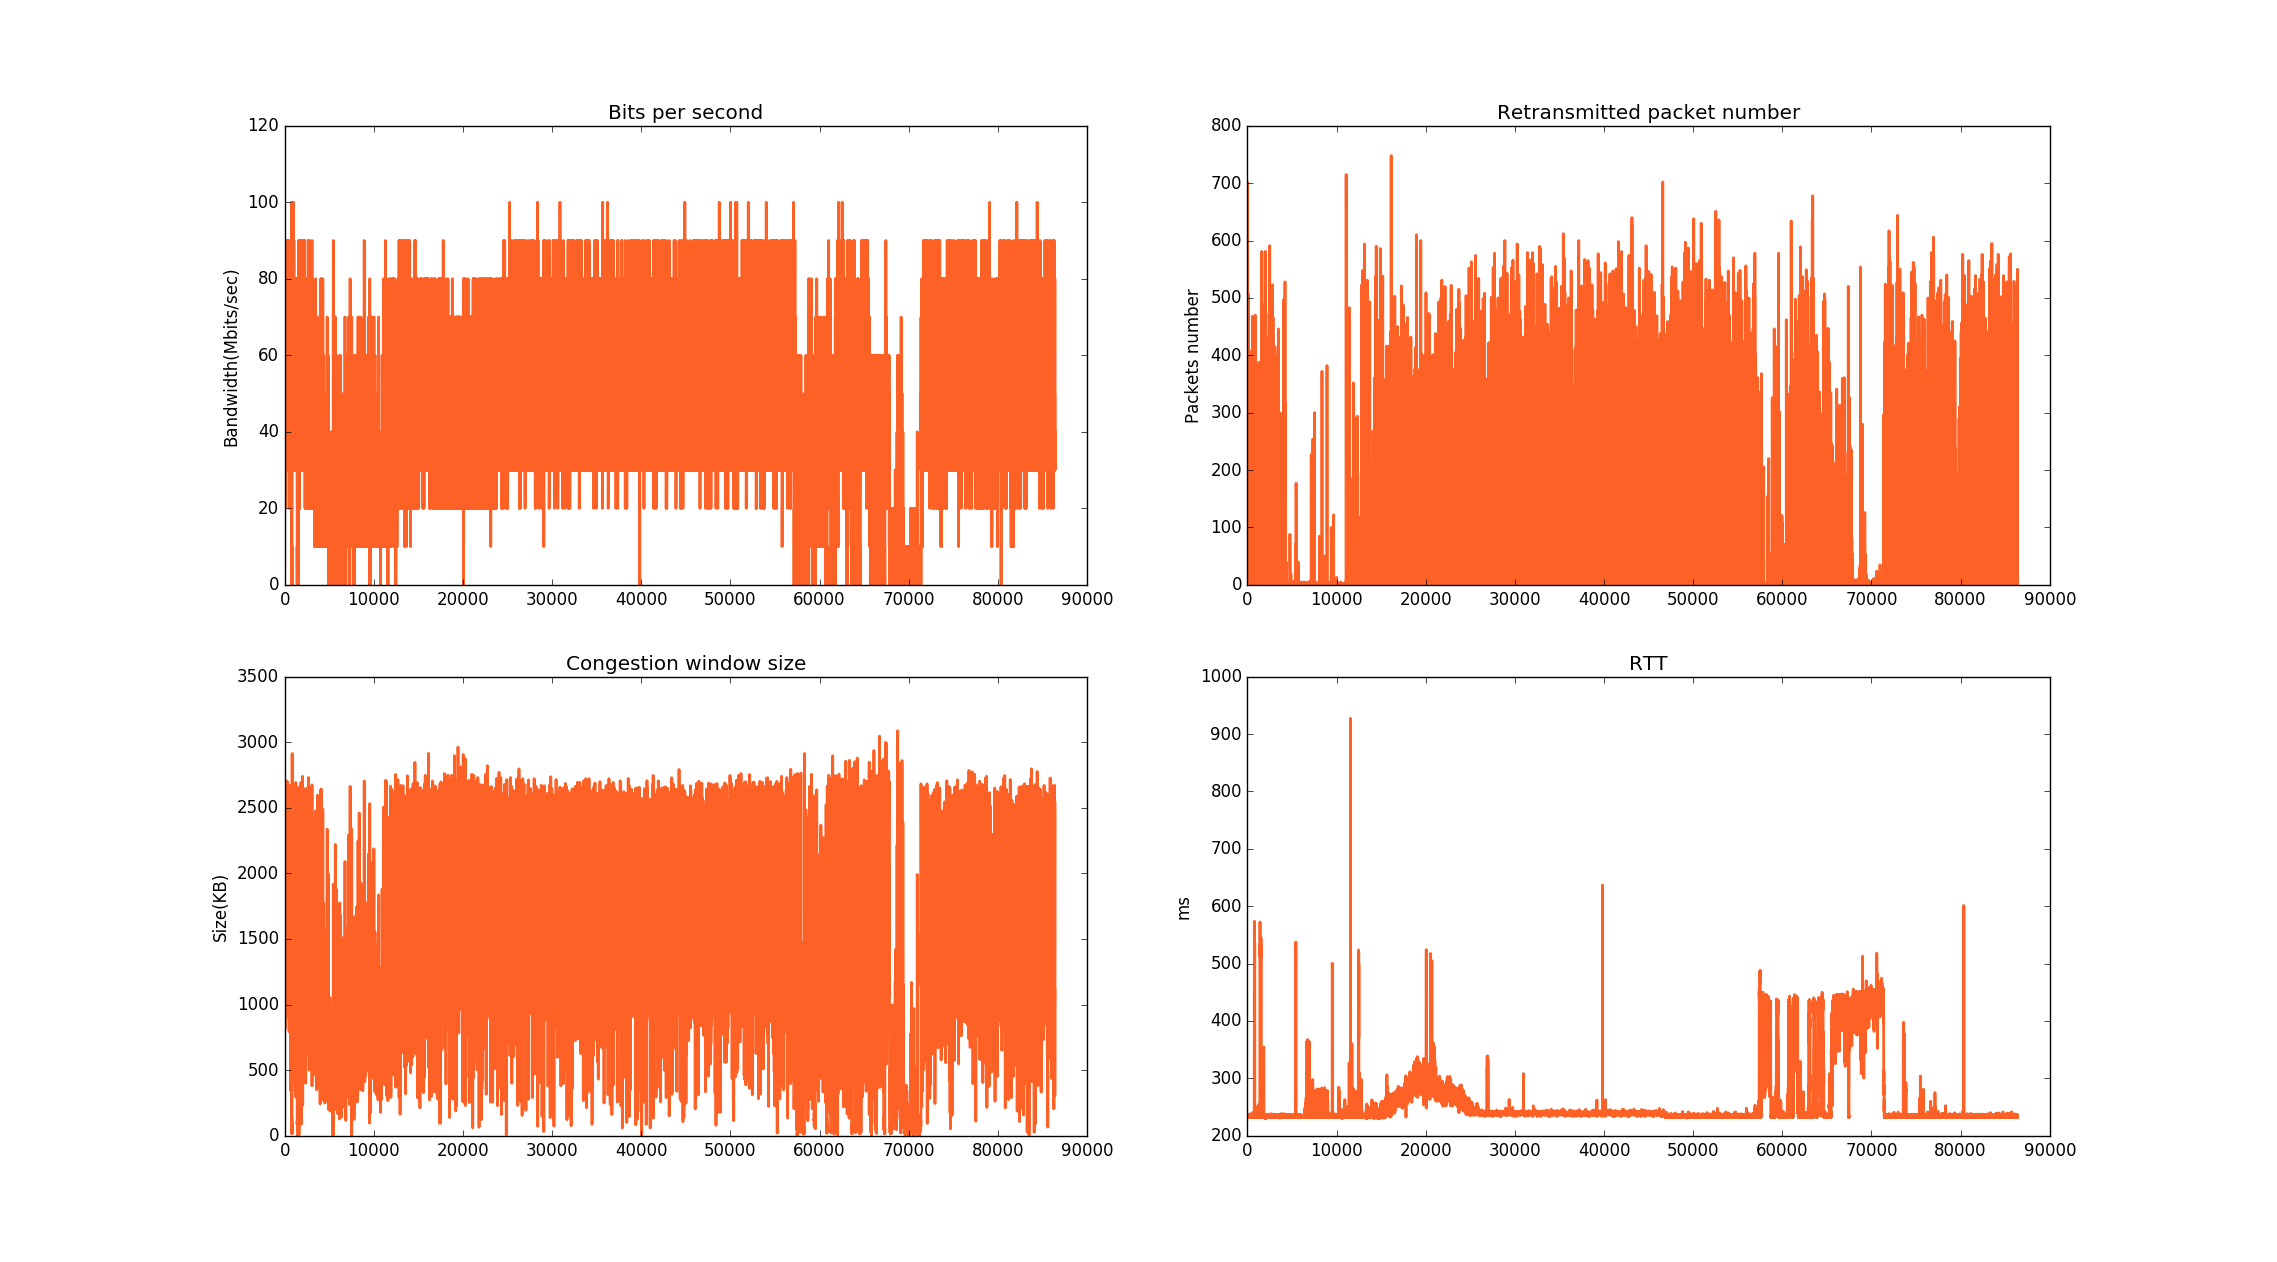 Bits per second
120
100
80
60
40
20
0
Bandwidth(Mbits/sec)
0 10000 20000 30000 40000 50000 60000 70000 80000 90000
Retransmitted packet number
800
700
600
500
400
300
200
100
0
Packets number
0 10000 20000 30000 40000 50000 60000 70000 80000 90000
Congestion window size
3500
3000
2500
2000
1500
1000
500
0
Size(KB)
0 10000 20000 30000 40000 50000 60000 70000 80000 90000
RTT
1000
900
800
700
600
500
400
300
200
ms
0 10000 20000 30000 40000 50000 60000 70000 80000 90000